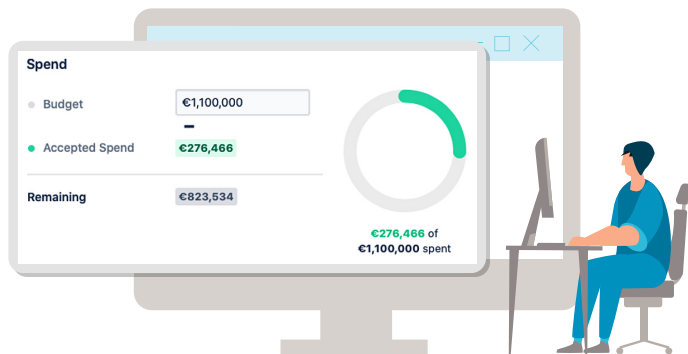 Spend
Budget €1,100,000
–
Accepted Spend €276,466
Remaining €823,534
€276,466 of
€1,100,000 spent